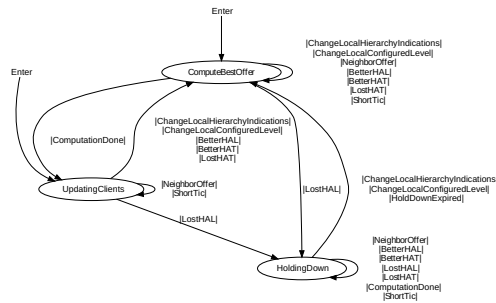 Enter
|ChangeLocalHierarchyIndications|
|ChangeLocalConfiguredLevel|
|NeighborOffer|
|BetterHAL|
|BetterHAT|
|LostHAT|
|ShortTic|
ComputeBestOffer
Enter
|ComputationDone|
|ChangeLocalHierarchyIndications|
|ChangeLocalConfiguredLevel|
|BetterHAL|
|BetterHAT|
|LostHAT|
UpdatingClients
|NeighborOffer|
|ShortTic|
|LostHAL|
|ChangeLocalHierarchyIndications
|ChangeLocalConfiguredLevel|
|HoldDownExpired|
|LostHAL|
HoldingDown
|NeighborOffer|
|BetterHAL|
|BetterHAT|
|LostHAL|
|LostHAT|
|ComputationDone|
|ShortTic|